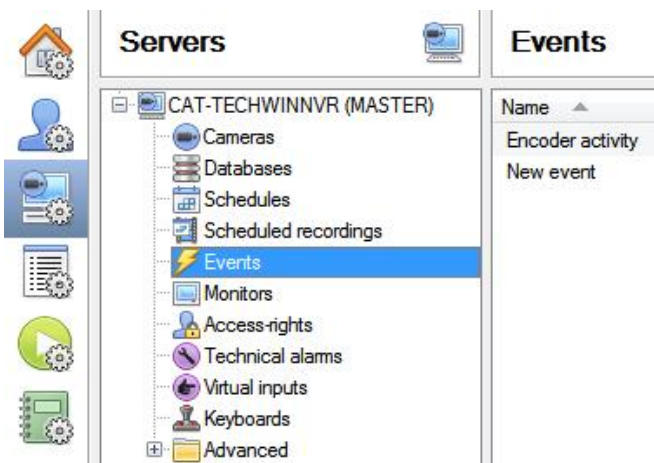 Servers
Events
CAT-TECHWINNVR (MASTER)
Cameras
Databases
Schedules
Scheduled recordings
Events
Monitors
Access-rights
Technical alarms
Virtual inputs
Keyboards
Advanced
Name
Encoder activity
New event